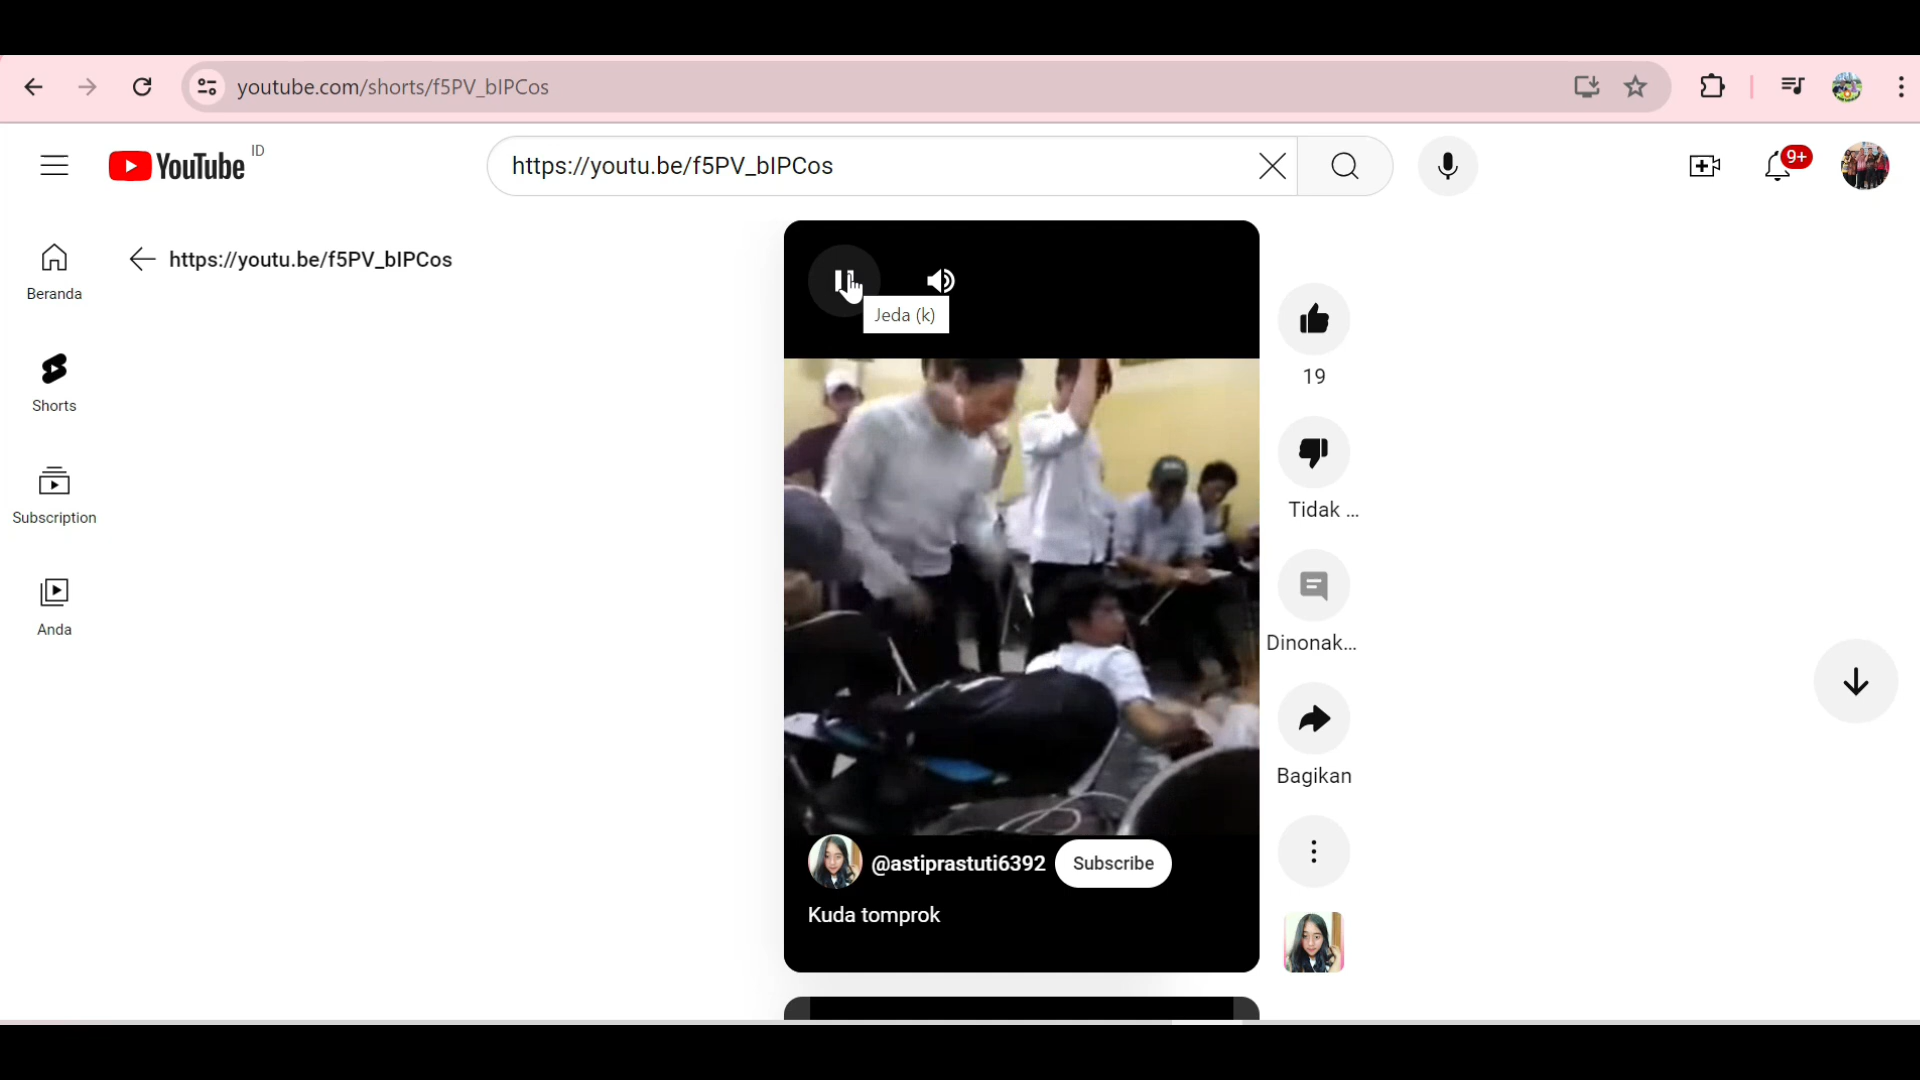 youtube.com/shorts/f5PV_bIPCos
YouTube ID
https://youtu.be/f5PV_bIPCos
9+
https://youtu.be/f5PV_bIPCos
Beranda
Shorts
Subscription
Anda
Jeda (k)
19
Tidak ...
Dinonak...
Bagikan
@astiprastuti6392 Subscribe
Kuda tomprok